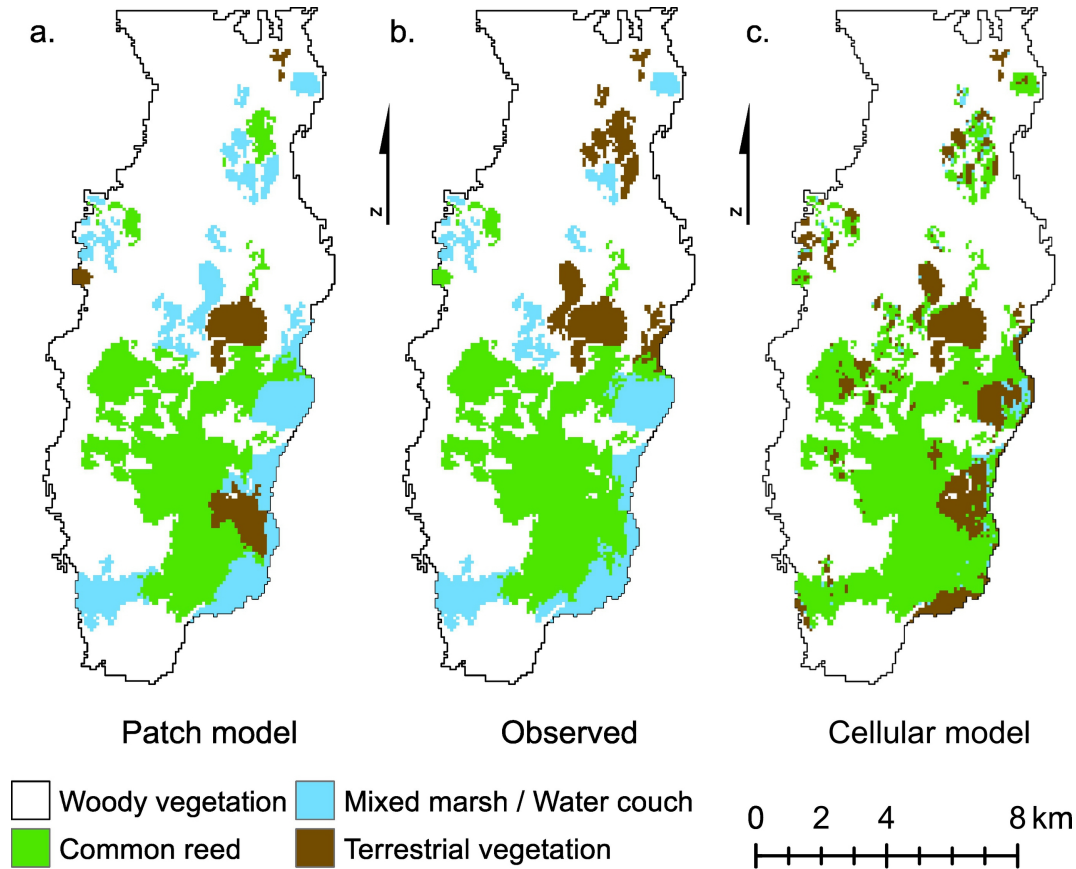 a.
b.
c.
z
z
Patch model
Observed
Cellular model
Woody vegetation
Mixed marsh / Water couch
Common reed
Terrestrial vegetation
0 2 4 8 km